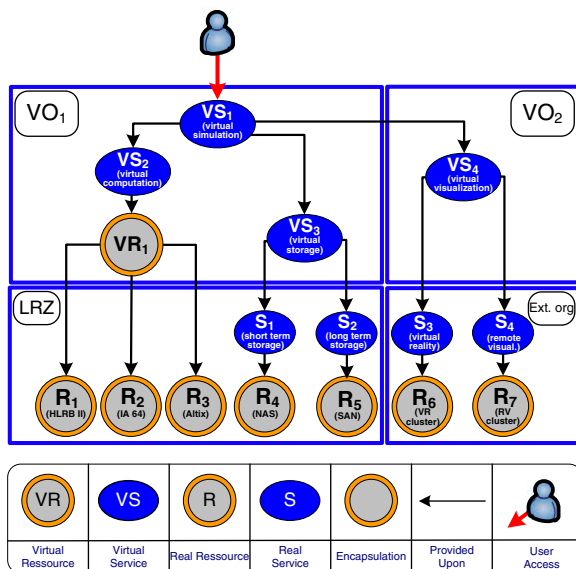 VO1
VS1
(virtual
simulation)
VO2
VS2
(virtual
computation)
VS4
(virtual
visualization)
VR1
VS3
(virtual
storage)
LRZ
S1
(short term
storage)
S2
(long term
storage)
S3
(virtual
reality)
S4
(remote
visual.)
Ext. org
R1
(HLRB II)
R2
(IA 64)
R3
(Altix)
R4
(NAS)
R5
(SAN)
R6
(VR
cluster)
R7
(RV
cluster)
VR
VS
R
S
Virtual
Ressource
Virtual
Service
Real Ressource
Real
Service
Encapsulation
Provided
Upon
User
Access